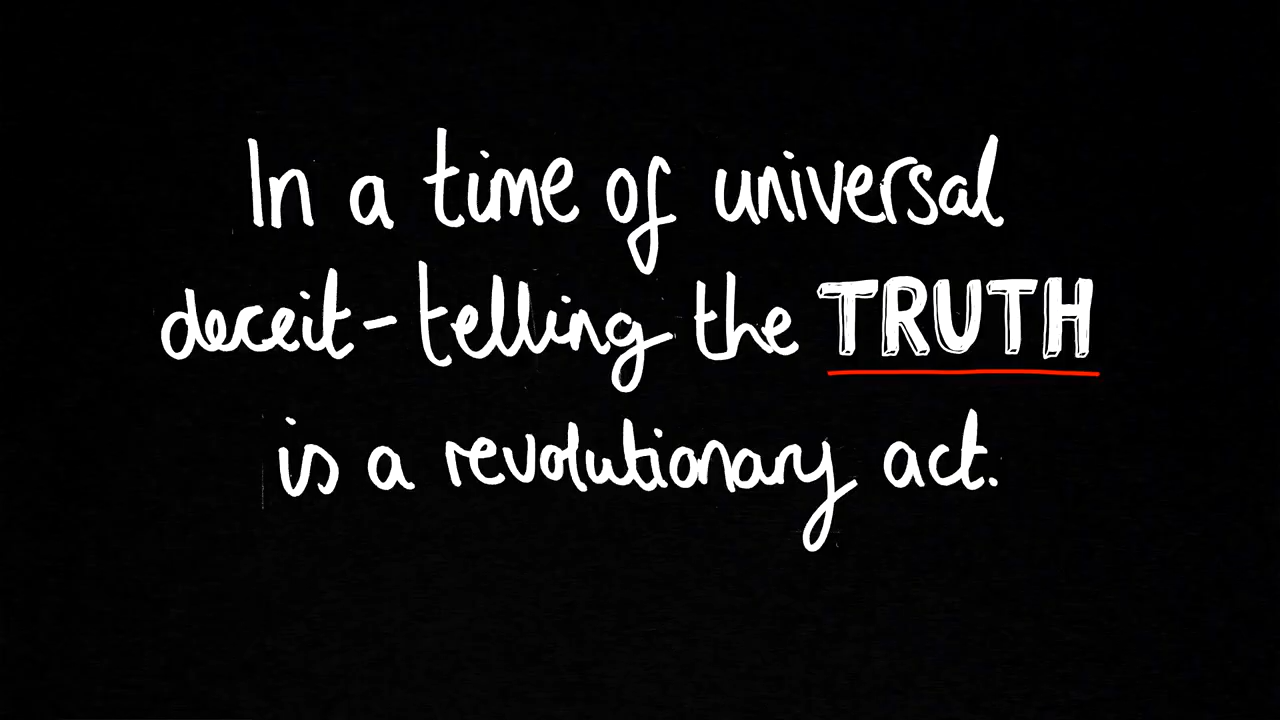 In a time of universal
deceit-telling the TRUTH
is a revolutionary act.